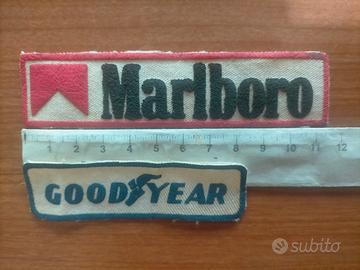 Marlboro
1 2 3 4 5 6 7 8 9 10 11 12
GOODYEAR
subito